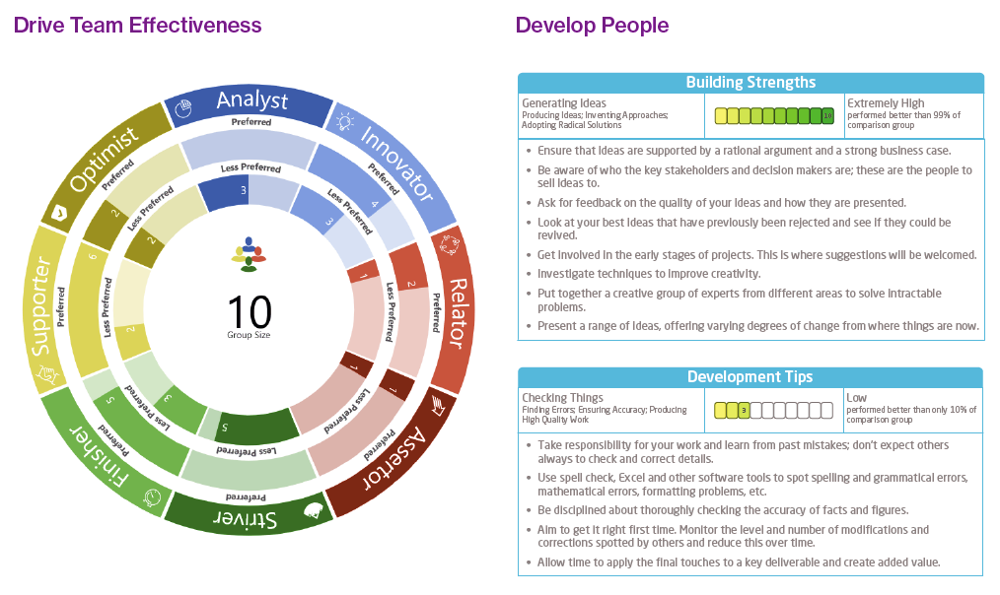 Drive Team Effectiveness
Analyst
Preferred
Less Preferred
3
Innovator
Preferred
4
Less Preferred
3
Relator
Preferred
2
Less Preferred
1
Assertor
Preferred
1
Less Preferred
1
Striver
Preferred
Less Preferred
5
Finisher
Preferred
5
Less Preferred
3
Supporter
Preferred
6
Less Preferred
2
Optimist
Preferred
2
Less Preferred
2
10
Group Size
Develop People
Building Strengths
Generating Ideas
Producing Ideas; Inventing Approaches;
Adopting Radical Solutions
10
Extremely High
performed better than 99% of
comparison group
• Ensure that ideas are supported by a rational argument and a strong business case.
• Be aware of who the key stakeholders and decision makers are; these are the people to
sell ideas to.
• Ask for feedback on the quality of your ideas and how they are presented.
• Look at your best ideas that have previously been rejected and see if they could be
revived.
• Get involved in the early stages of projects. This is where suggestions will be welcomed.
• Investigate techniques to improve creativity.
• Put together a creative group of experts from different areas to solve intractable
problems.
• Present a range of ideas, offering varying degrees of change from where things are now.
Development Tips
Checking Things
Finding Errors; Ensuring Accuracy; Producing
High Quality Work
3
Low
performed better than only 10% of
comparison group
• Take responsibility for your work and learn from past mistakes; don't expect others
always to check and correct details.
• Use spell check, Excel and other software tools to spot spelling and grammatical errors,
mathematical errors, formatting problems, etc.
• Be disciplined about thoroughly checking the accuracy of facts and figures.
• Aim to get it right first time. Monitor the level and number of modifications and
corrections spotted by others and reduce this over time.
• Allow time to apply the final touches to a key deliverable and create added value.